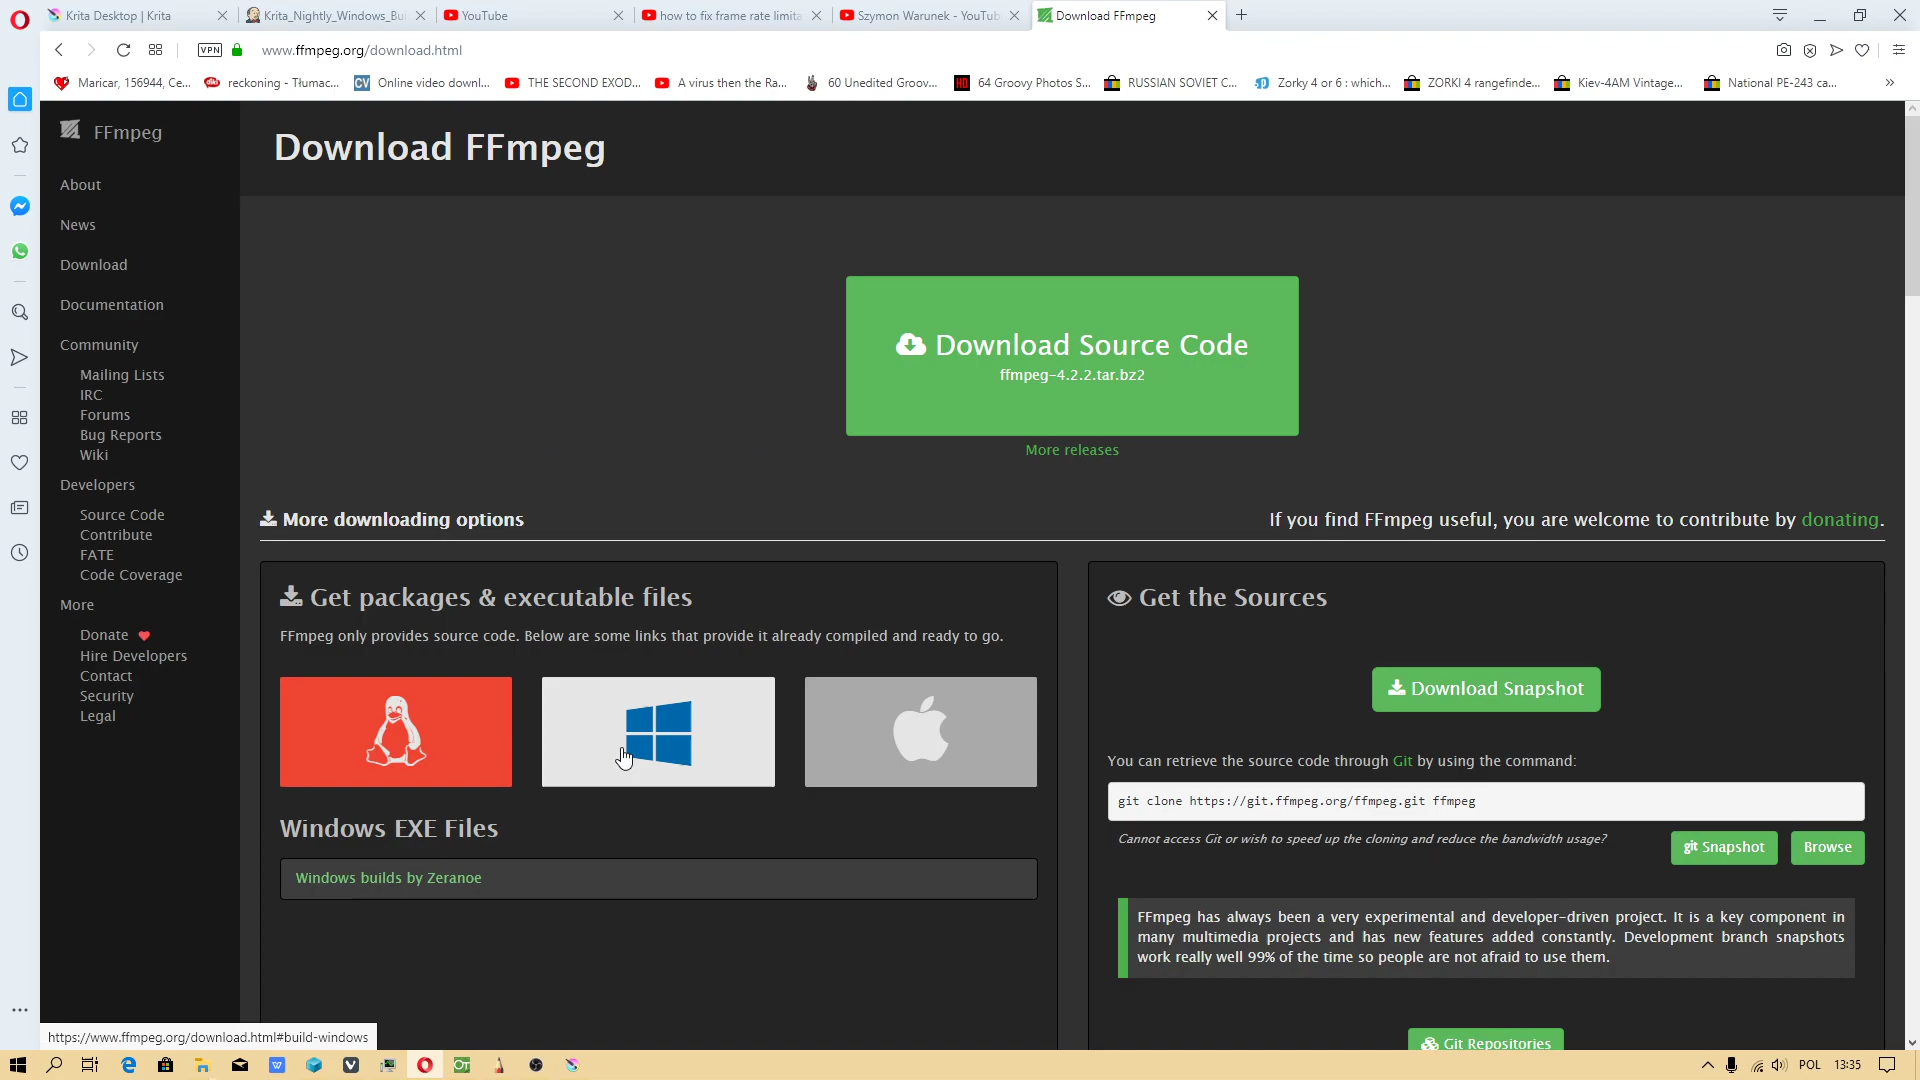 Krita Desktop | Krita
Krita_Nightly_Windows_Bu
YouTube
how to fix frame rate limita
Szymon Warunek - YouTub
Download FFmpeg
VPN
www.ffmpeg.org/download.html
Maricar, 156944, Ce...
reckoning - Tłumac...
CV
Online video downl...
THE SECOND EXOD...
A virus then the Ra...
60 Unedited Groov...
64 Groovy Photos S...
RUSSIAN SOVIET C...
Zorky 4 or 6 : which...
ZORKI 4 rangefinde...
Kiev-4AM Vintage...
National PE-243 ca...
FFmpeg
About
News
Download
Documentation
Community
Mailing Lists
IRC
Forums
Bug Reports
Wiki
Developers
Source Code
Contribute
FATE
Code Coverage
More
Donate
Hire Developers
Contact
Security
Legal
Download FFmpeg
Download Source Code
ffmpeg-4.2.2.tar.bz2
More releases
More downloading options
If you find FFmpeg useful, you are welcome to contribute by donating.
Get packages & executable files
FFmpeg only provides source code. Below are some links that provide it already compiled and ready to go.
Windows EXE Files
Windows builds by Zeranoe
Get the Sources
Download Snapshot
You can retrieve the source code through Git by using the command:
git clone https://git.ffmpeg.org/ffmpeg.git ffmpeg
Cannot access Git or wish to speed up the cloning and reduce the bandwidth usage?
git Snapshot
Browse
FFmpeg has always been a very experimental and developer-driven project. It is a key component in
many multimedia projects and has new features added constantly. Development branch snapshots
work really well 99% of the time so people are not afraid to use them.
Git Repositories
https://www.ffmpeg.org/download.html#build-windows
POL
13:35